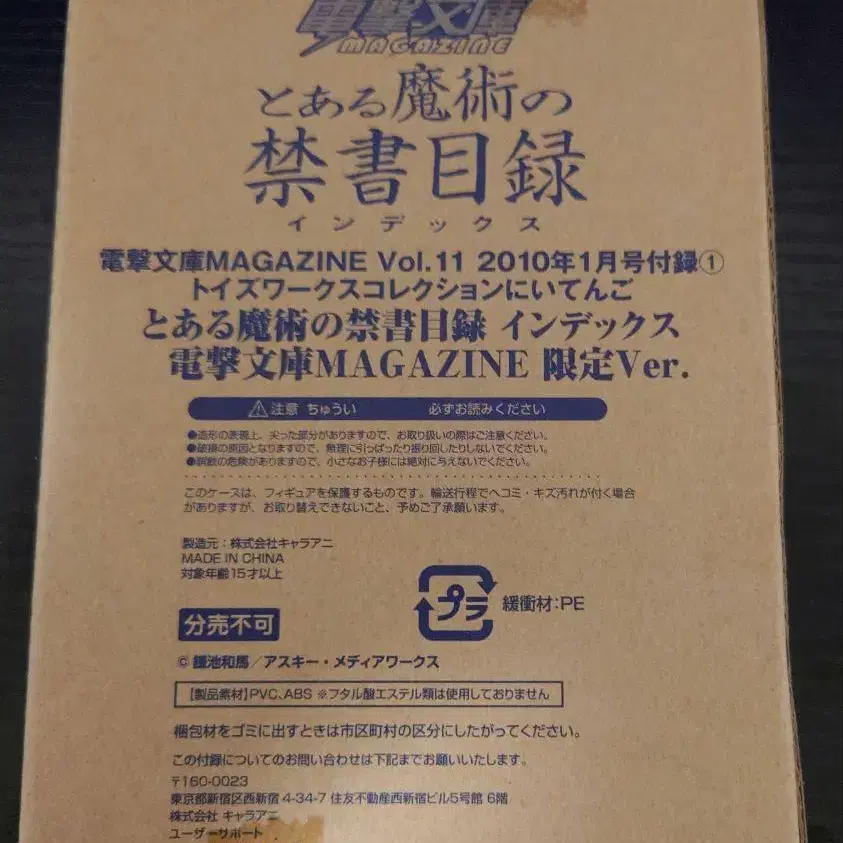 電撃文庫
MAGAZINE
とある魔術の
禁書目録
インデックス
電撃文庫MAGAZINE Vol.11 2010年1月号付録①
トイズワークスコレクションにいてんご
とある魔術の禁書目録 インデックス
電撃文庫MAGAZINE 限定Ver.
⚠注意 ちゅうい 必ずお読みください
●造形の表現上、尖った部分がありますので、お取り扱いの際はご注意ください。
●破損の原因となりますので、無理に引っぱったり振り回したりしないでください。
●誤飲の危険がありますので、小さなお子様には絶対に与えないでください。
このケースは、フィギュアを保護するものです。輸送行程でヘコミ・キズ汚れが付く場合
がありますが、お取り替えできないこと、予めご了承願います。
製造元:株式会社キャラアニ
MADE IN CHINA
対象年齢15才以上
プラ
緩衝材:PE
分売不可
© 鎌池和馬/アスキー・メディアワークス
【製品素材】PVC、ABS ※フタル酸エステル類は使用しておりません
梱包材をゴミに出すときは市区町村の区分にしたがってください。
この付録についてのお問い合わせは下記までお願いいたします。
〒160-0023
東京都新宿区西新宿 4-34-7 住友不動産西新宿ビル5号館 6階
株式会社 キャラアニ
ユーザーサポート